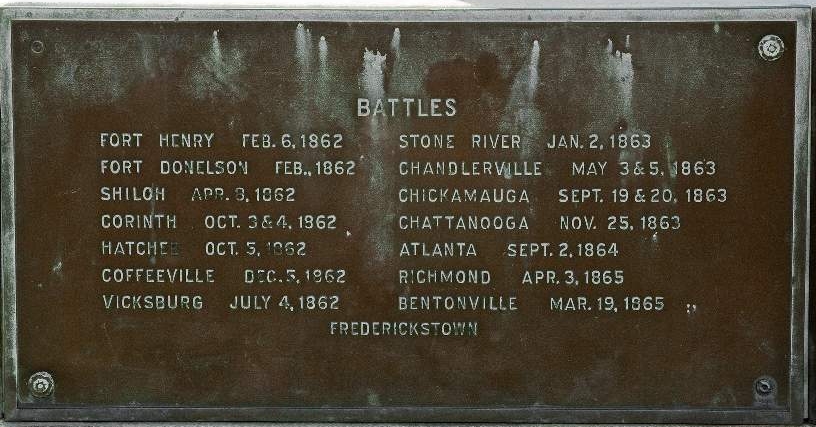 BATTLES
FORT HENRY FEB. 6, 1862
FORT DONELSON FEB., 1862
SHILOH APR. 8, 1862
CORINTH OCT. 3 & 4, 1862
HATCHEE OCT. 5, 1862
COFFEEVILLE DEC. 5, 1862
VICKSBURG JULY 4, 1862
STONE RIVER JAN. 2, 1863
CHANDLERVILLE MAY 3 & 5, 1863
CHICKAMAUGA SEPT. 19 & 20, 1863
CHATTANOOGA NOV. 25, 1863
ATLANTA SEPT. 2, 1864
RICHMOND APR. 3, 1865
BENTONVILLE MAR. 19, 1865
FREDERICKSTOWN